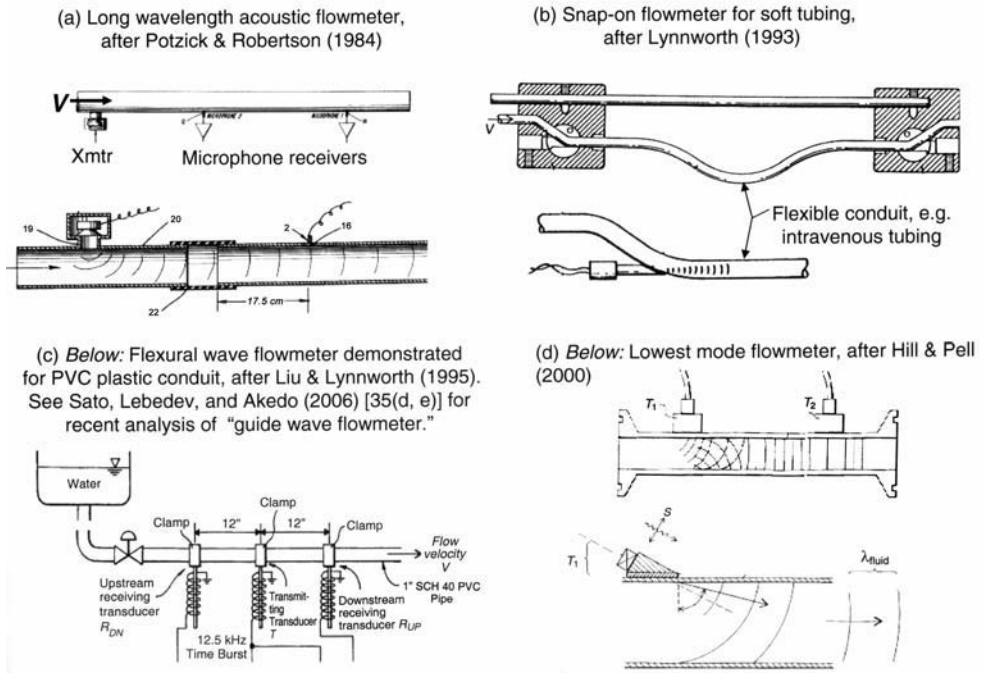 (a) Long wavelength acoustic flowmeter,
after Potzick & Robertson (1984)
V
Xmtr
Microphone receivers
19
20
2
16
22
17.5 cm
(b) Snap-on flowmeter for soft tubing,
after Lynnworth (1993)
V
Flexible conduit, e.g.
intravenous tubing
(c) Below: Flexural wave flowmeter demonstrated
for PVC plastic conduit, after Liu & Lynnworth (1995).
See Sato, Lebedev, and Akedo (2006) [35(d, e)] for
recent analysis of “guide wave flowmeter.”
Water
Clamp
12"
Clamp
12"
Clamp
Flow
velocity
V
1" SCH 40 PVC
Pipe
Upstream
receiving
transducer
R_DN
Transmit-
ting
Transducer
T
Downstream
receiving
transducer R_UP
12.5 kHz
Time Burst
(d) Below: Lowest mode flowmeter, after Hill & Pell
(2000)
T1
T2
S
T1
λfluid